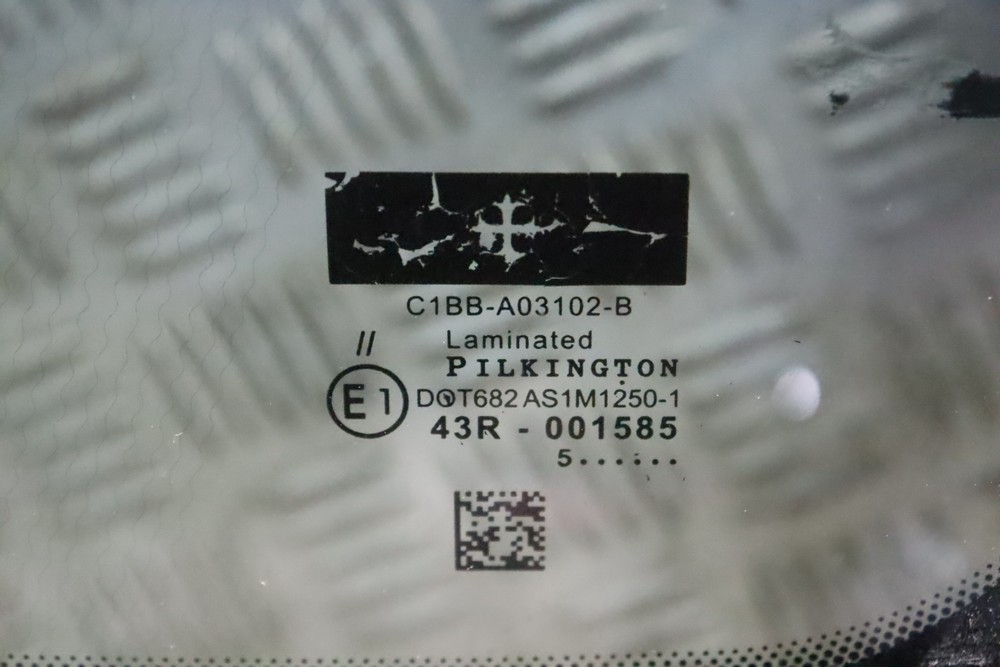 C1BB-A03102-B
//
Laminated
PILKINGTON
E1
DOT682 AS1M1250-1
43R - 001585
5••••••